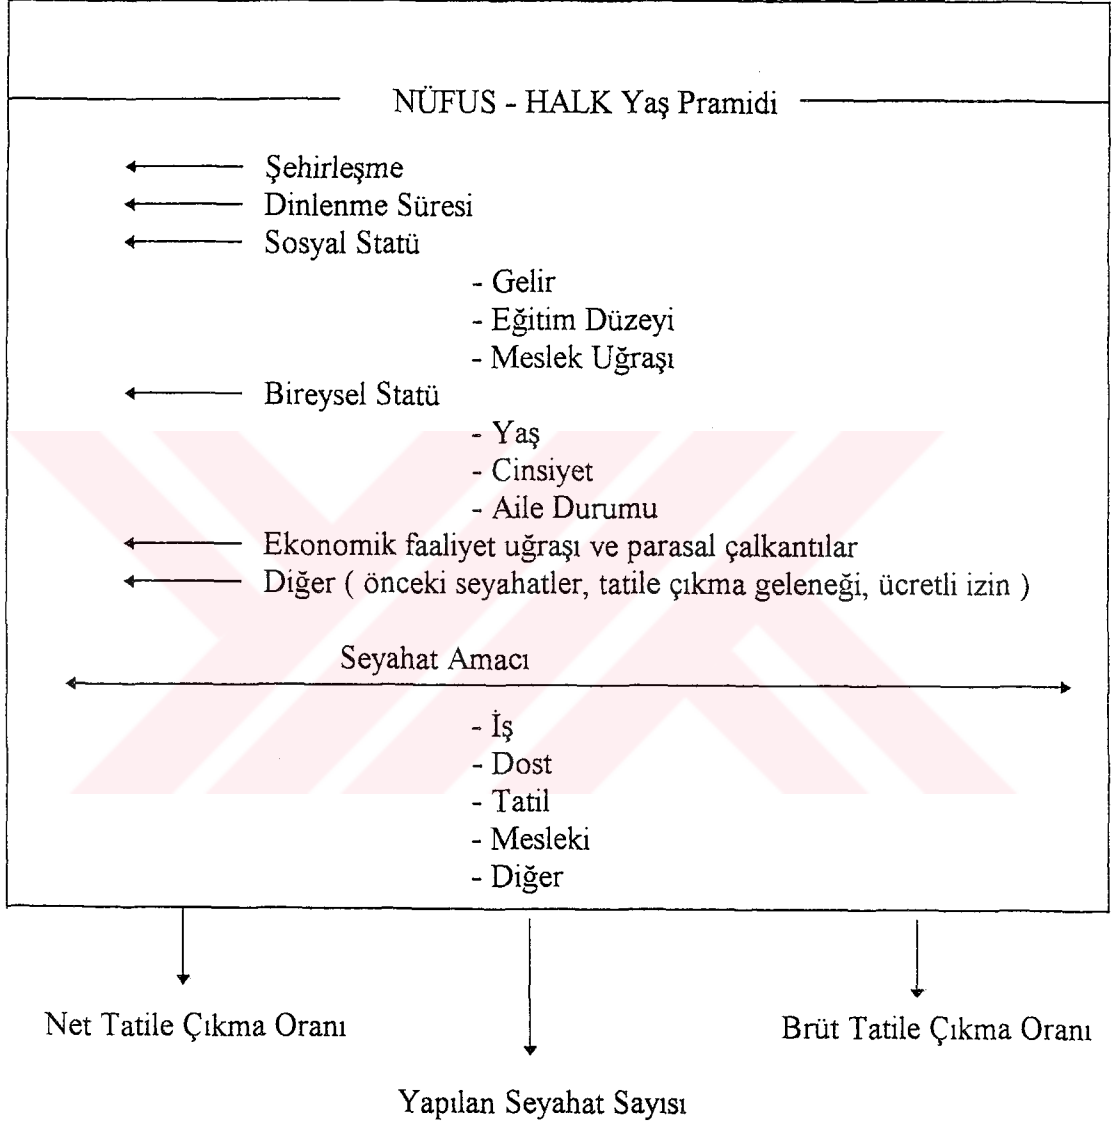 NÜFUS - HALK Yaş Pramidi
Şehirleşme
Dinlenme Süresi
Sosyal Statü
- Gelir
- Eğitim Düzeyi
- Meslek Uğraşı
Bireysel Statü
- Yaş
- Cinsiyet
- Aile Durumu
Ekonomik faaliyet uğraşı ve parasal çalkantılar
Diğer ( önceki seyahatler, tatile çıkma geleneği, ücretli izin )
Seyahat Amacı
- İş
- Dost
- Tatil
- Mesleki
- Diğer
Net Tatile Çıkma Oranı
Brüt Tatile Çıkma Oranı
Yapılan Seyahat Sayısı